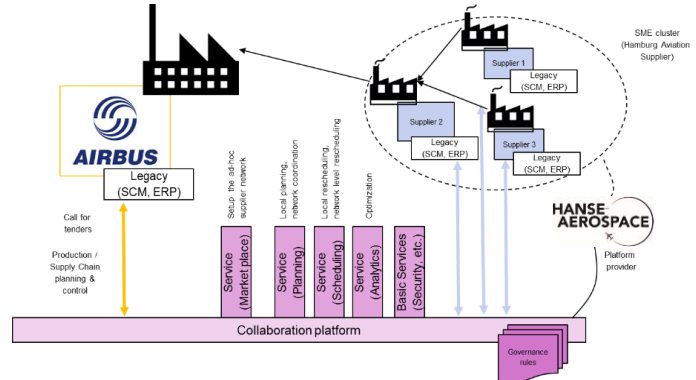 SME cluster
(Hamburg Aviation
Supplier)
Supplier 1
Legacy
(SCM, ERP)
Supplier 2
Legacy
(SCM, ERP)
Supplier 3
Legacy
(SCM, ERP)
AIRBUS
Legacy
(SCM, ERP)
Call for
tenders
Production /
Supply Chain
planning &
control
Setup the ad-hoc
supplier network
Local planning,
network coordination
Local rescheduling,
network level rescheduling
Optimization
HANSE
AEROSPACE
Platform
provider
Service
(Market place)
Service
(Planning)
Service
(Scheduling)
Service
(Analytics)
Basic Services
(Security, etc.)
Collaboration platform
Governance
rules